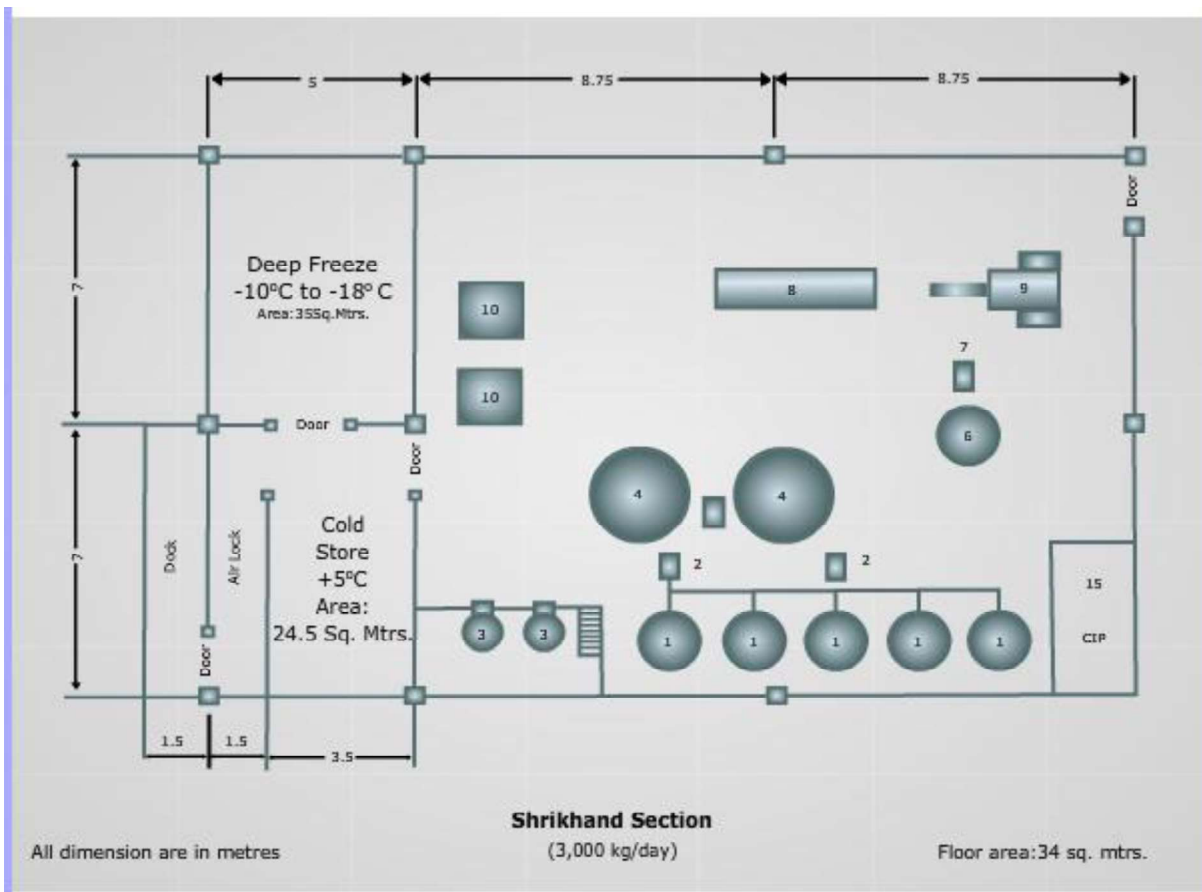 5
8.75
8.75
Door
7
Deep Freeze
-10°C to -18° C
Area:35Sq.Mtrs.
10
8
9
7
10
6
Door
Door
4
4
7
Dock
Air Lock
Cold
Store
+5°C
Area:
24.5 Sq. Mtrs.
2
2
15
CIP
3
3
1
1
1
1
1
Door
1.5
1.5
3.5
Shrikhand Section
(3,000 kg/day)
All dimension are in metres
Floor area:34 sq. mtrs.